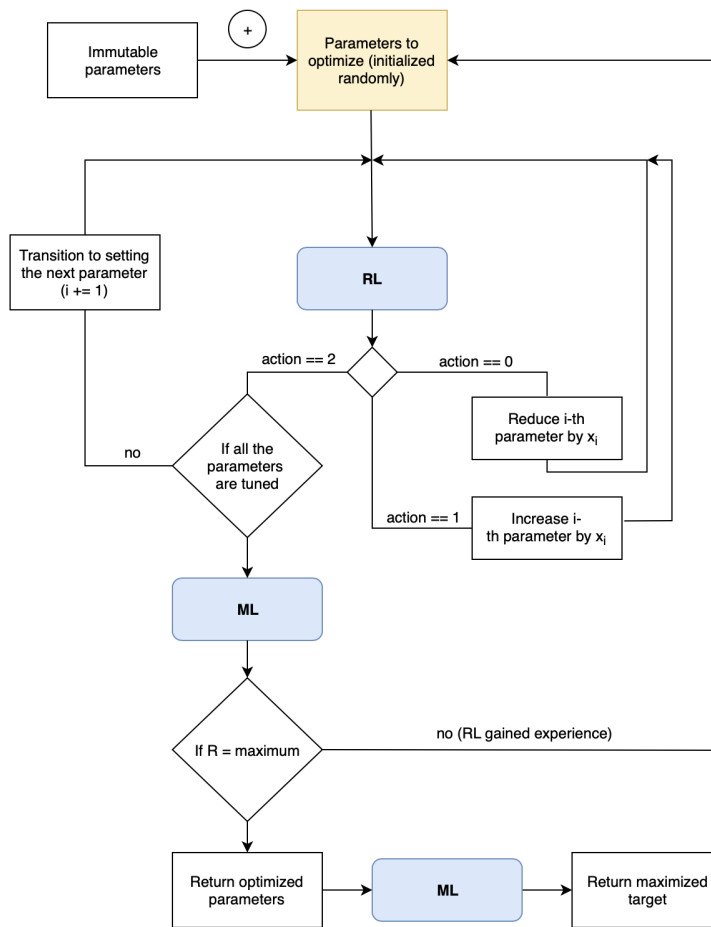 +
Immutable
parameters
Parameters to
optimize (initialized
randomly)
Transition to setting
the next parameter
(i += 1)
RL
action == 2
action == 0
Reduce i-th
parameter by xᵢ
If all the
parameters
are tuned
no
action == 1
Increase i-
th parameter by xᵢ
ML
If R = maximum
no (RL gained experience)
Return optimized
parameters
ML
Return maximized
target